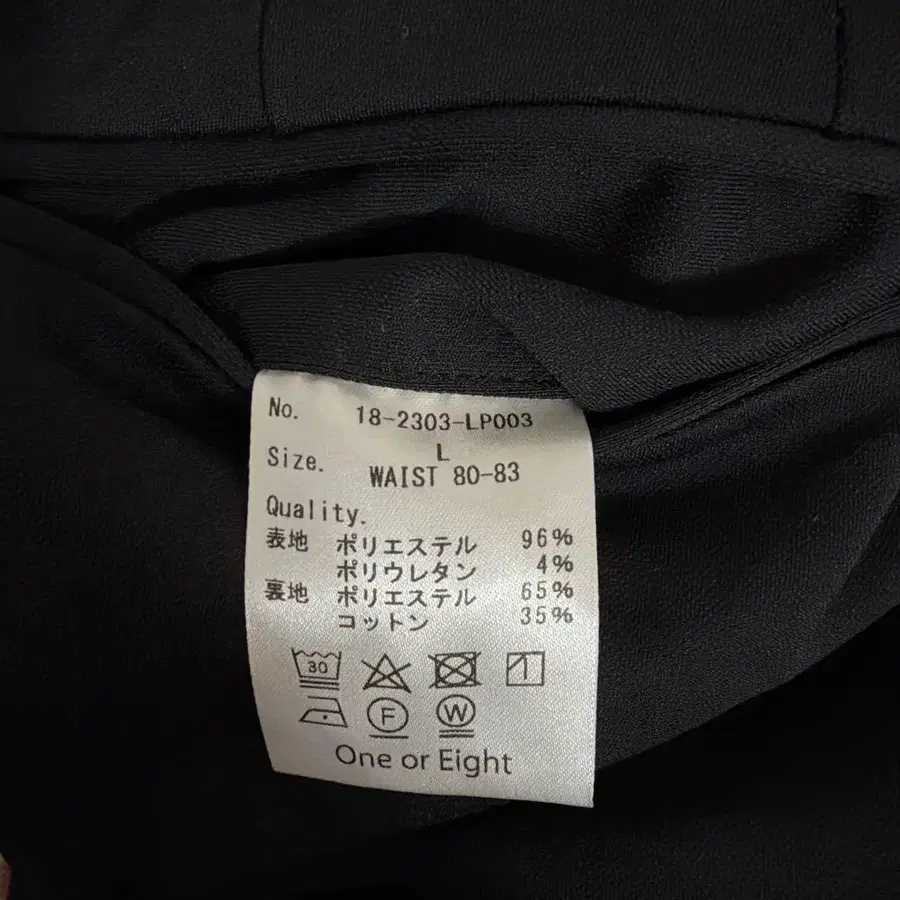 No. 18-2303-LP003
Size. L
WAIST 80-83
Quality.
表地 ポリエステル 96%
ポリウレタン 4%
裏地 ポリエステル 65%
コットン 35%
30
F W
One or Eight